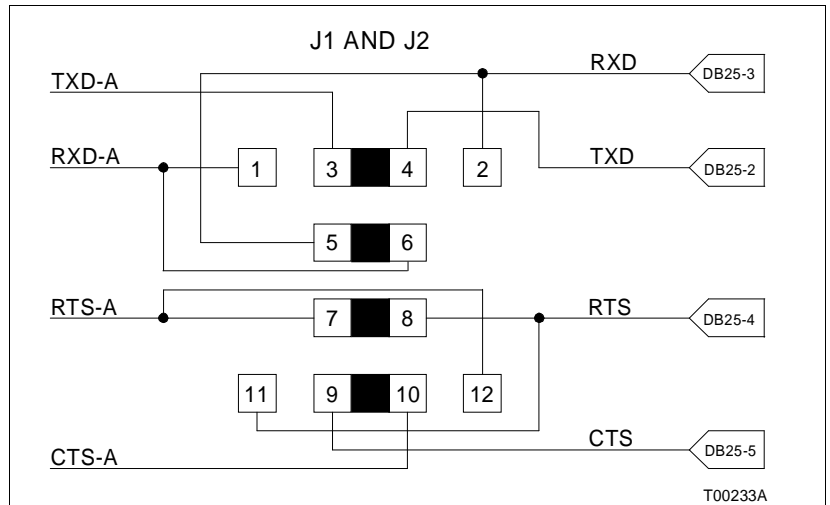 J1 AND J2
RXD
DB25-3
TXD-A
RXD-A
1
3
4
2
TXD
DB25-2
5
6
RTS-A
7
8
RTS
DB25-4
11
9
10
12
CTS
DB25-5
CTS-A
T00233A